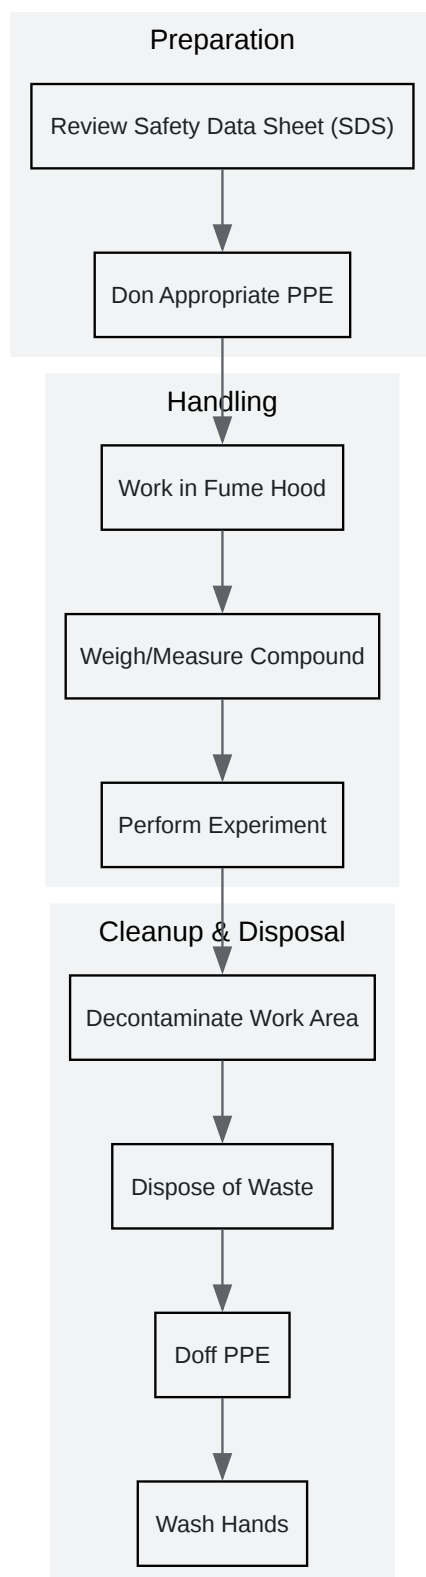 Preparation
Review Safety Data Sheet (SDS)
Don Appropriate PPE
Handling
Work in Fume Hood
Weigh/Measure Compound
Perform Experiment
Cleanup & Disposal
Decontaminate Work Area
Dispose of Waste
Doff PPE
Wash Hands